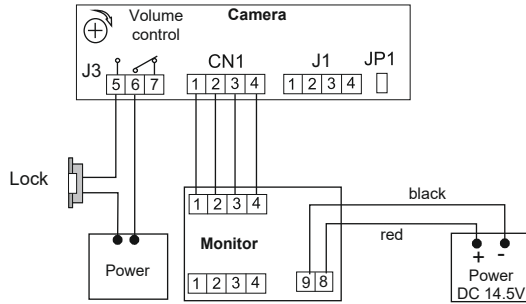 Volume
control
Camera
J3
5 6 7
CN1
1 2 3 4
J1
1 2 3 4
JP1
Lock
Power
1 2 3 4
Monitor
1 2 3 4
9 8
black
red
+ -
Power
DC 14.5V